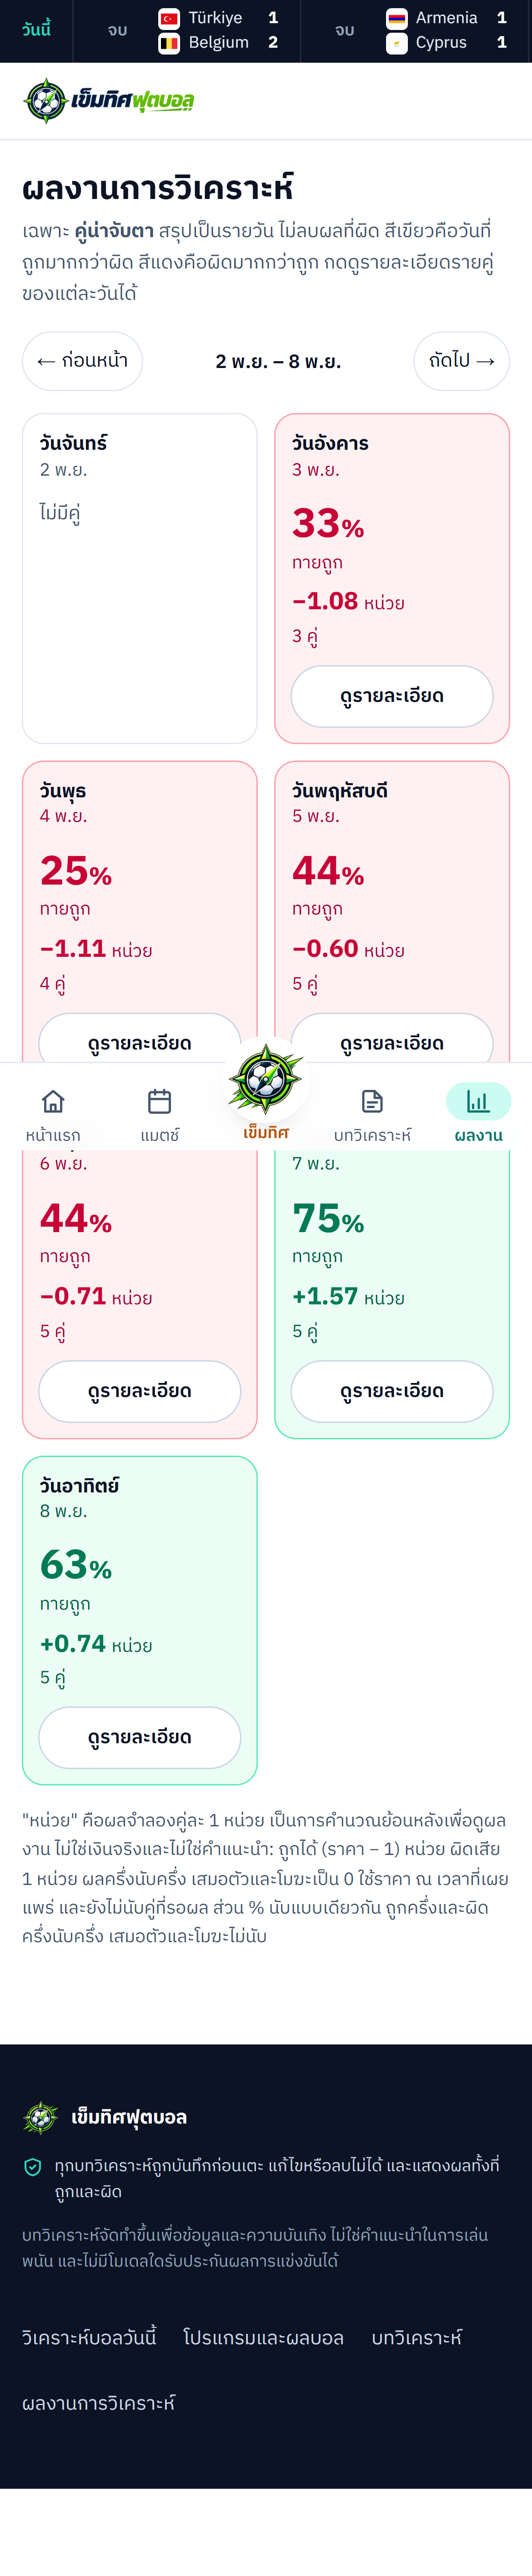 วันนี้
จบ
Türkiye 1
Belgium 2
จบ
Armenia 1
Cyprus 1
เข็มทิศฟุตบอล
ผลงานการวิเคราะห์
เฉพาะ คู่น่าจับตา สรุปเป็นรายวัน ไม่ลบผลที่ผิด สีเขียวคือวันที่
ถูกมากกว่าผิด สีแดงคือผิดมากกว่าถูก กดดูรายละเอียดรายคู่
ของแต่ละวันได้
← ก่อนหน้า
2 พ.ย. – 8 พ.ย.
ถัดไป →
วันจันทร์
2 พ.ย.
ไม่มีคู่
วันอังคาร
3 พ.ย.
33%
ทายถูก
−1.08 หน่วย
3 คู่
ดูรายละเอียด
วันพุธ
4 พ.ย.
25%
ทายถูก
−1.11 หน่วย
4 คู่
ดูรายละเอียด
วันพฤหัสบดี
5 พ.ย.
44%
ทายถูก
−0.60 หน่วย
5 คู่
ดูรายละเอียด
หน้าแรก
แมตช์
เข็มทิศ
บทวิเคราะห์
ผลงาน
6 พ.ย.
44%
ทายถูก
−0.71 หน่วย
5 คู่
ดูรายละเอียด
7 พ.ย.
75%
ทายถูก
+1.57 หน่วย
5 คู่
ดูรายละเอียด
วันอาทิตย์
8 พ.ย.
63%
ทายถูก
+0.74 หน่วย
5 คู่
ดูรายละเอียด
"หน่วย" คือผลจำลองคู่ละ 1 หน่วย เป็นการคำนวณย้อนหลังเพื่อดูผล
งาน ไม่ใช่เงินจริงและไม่ใช่คำแนะนำ: ถูกได้ (ราคา − 1) หน่วย ผิดเสีย
1 หน่วย ผลครึ่งนับครึ่ง เสมอตัวและโมฆะเป็น 0 ใช้ราคา ณ เวลาที่เผย
แพร่ และยังไม่นับคู่ที่รอผล ส่วน % นับแบบเดียวกัน ถูกครึ่งและผิด
ครึ่งนับครึ่ง เสมอตัวและโมฆะไม่นับ
เข็มทิศฟุตบอล
ทุกบทวิเคราะห์ถูกบันทึกก่อนเตะ แก้ไขหรือลบไม่ได้ และแสดงผลทั้งที่
ถูกและผิด
บทวิเคราะห์จัดทำขึ้นเพื่อข้อมูลและความบันเทิง ไม่ใช่คำแนะนำในการเล่น
พนัน และไม่มีโมเดลใดรับประกันผลการแข่งขันได้
วิเคราะห์บอลวันนี้
โปรแกรมและผลบอล
บทวิเคราะห์
ผลงานการวิเคราะห์